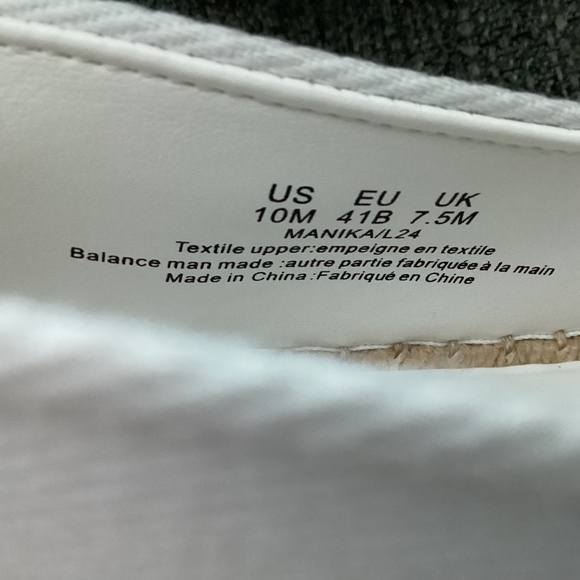 US EU UK
10M 41B 7.5M
MANIKA/L24
Textile upper:empeigne en textile
Balance man made :autre partie fabriquée à la main
Made in China :Fabriqué en Chine